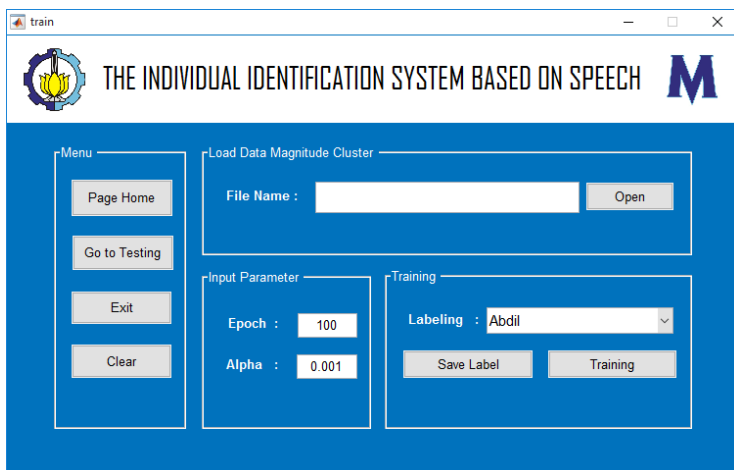 train
THE INDIVIDUAL IDENTIFICATION SYSTEM BASED ON SPEECH
M
Menu
Page Home
Go to Testing
Exit
Clear
Load Data Magnitude Cluster
File Name :
Open
Input Parameter
Epoch : 100
Alpha : 0.001
Training
Labeling : Abdil
Save Label
Training